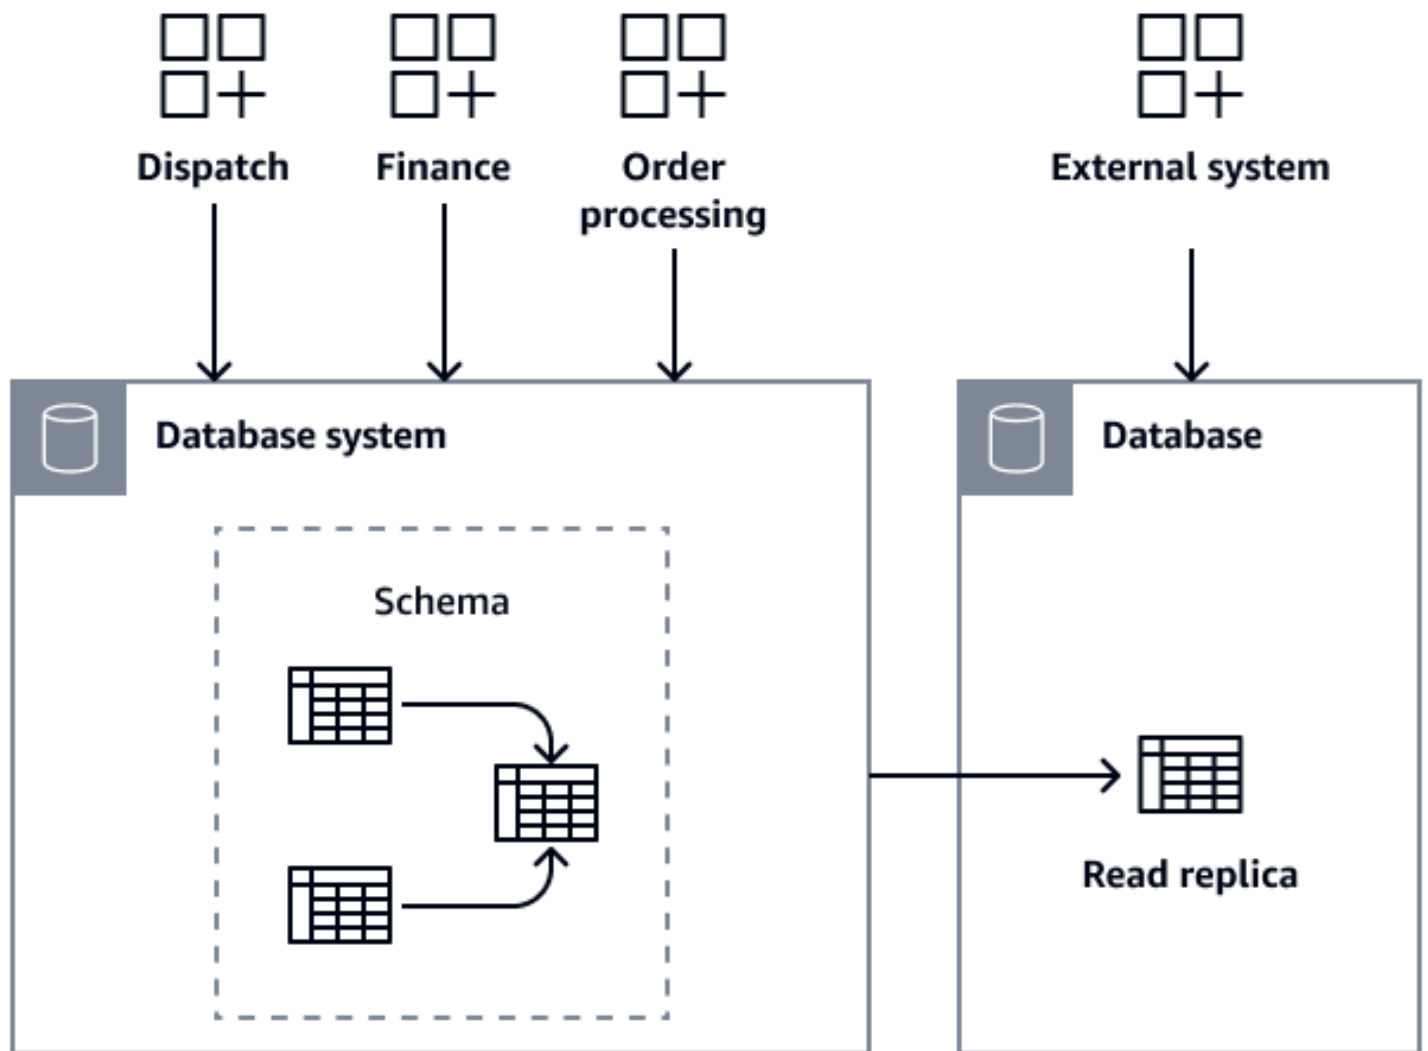 Dispatch
Finance
Order
processing
External system
Database system
Database
Schema
Read replica